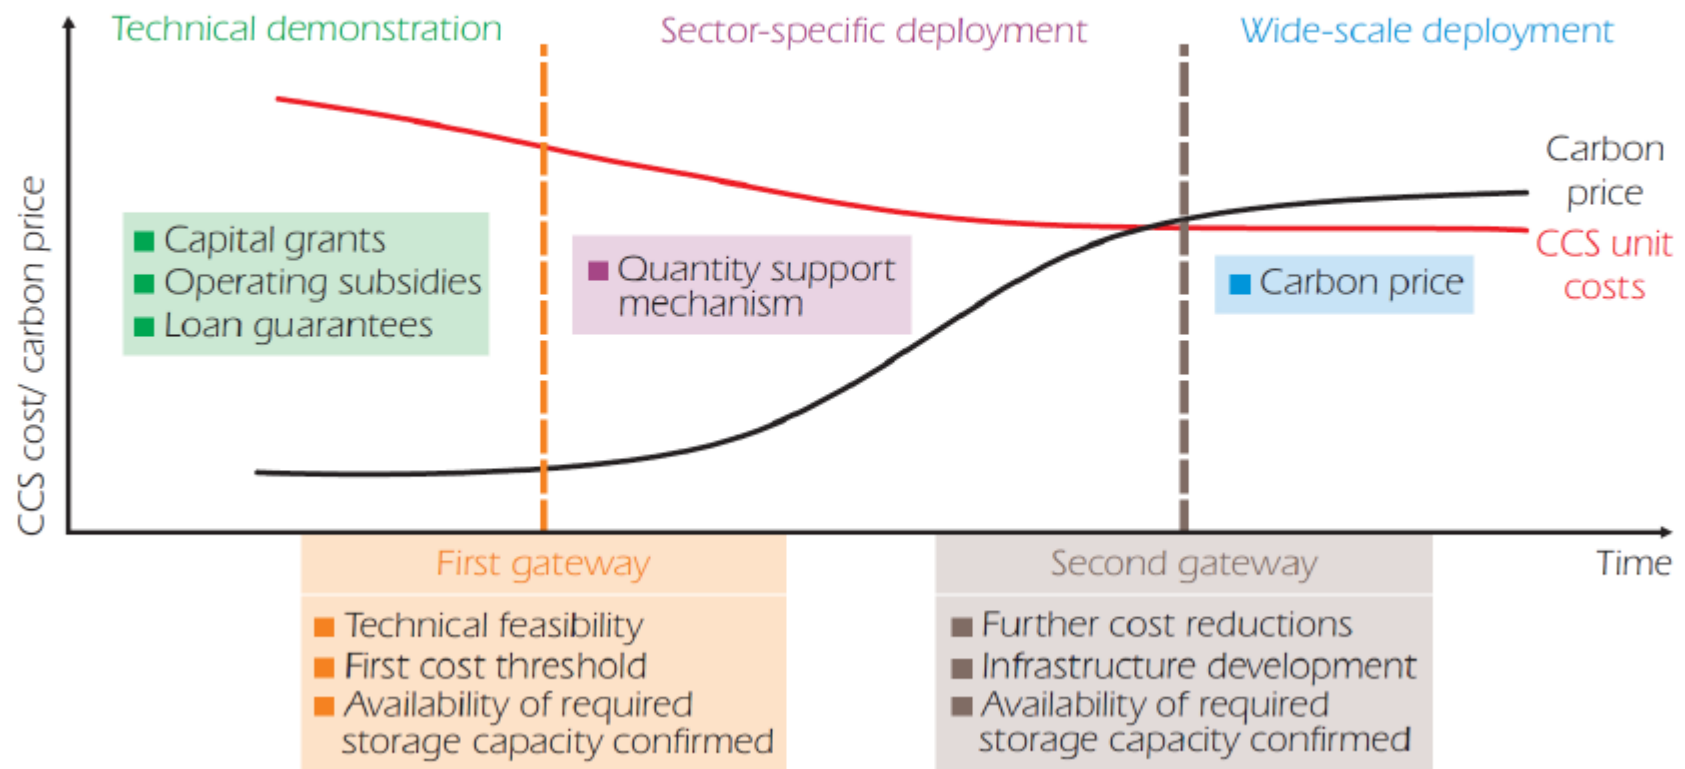 Technical demonstration
Sector-specific deployment
Wide-scale deployment
CCS cost/ carbon price
Capital grants
Operating subsidies
Loan guarantees
Quantity support
mechanism
Carbon price
Carbon
price
CCS unit
costs
Time
First gateway
Technical feasibility
First cost threshold
Availability of required
storage capacity confirmed
Second gateway
Further cost reductions
Infrastructure development
Availability of required
storage capacity confirmed